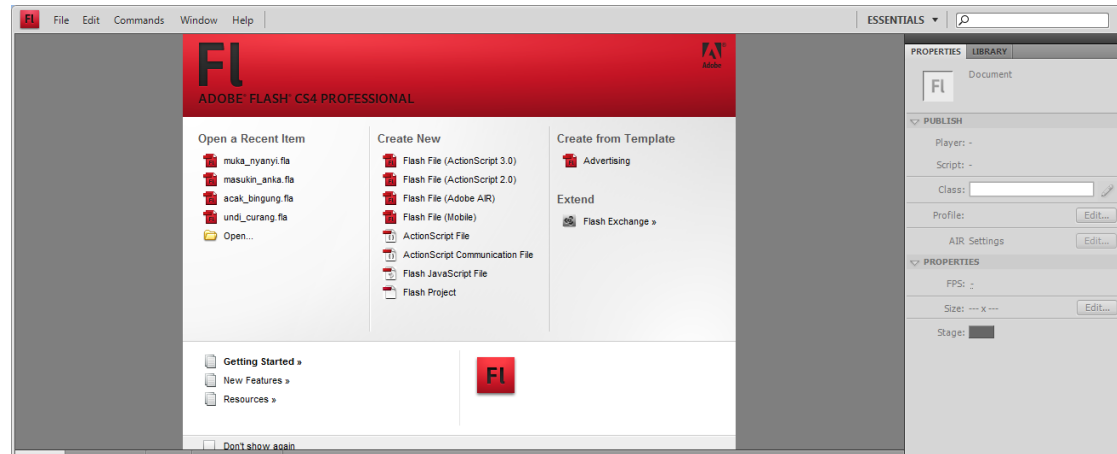 FL File Edit Commands Window Help ESSENTIALS
Fl
Adobe
ADOBE® FLASH® CS4 PROFESSIONAL
Open a Recent Item
muka_nyanyi.fla
masukin_anka.fla
acak_bingung.fla
undi_curang.fla
Open...
Create New
Flash File (ActionScript 3.0)
Flash File (ActionScript 2.0)
Flash File (Adobe AIR)
Flash File (Mobile)
ActionScript File
ActionScript Communication File
Flash JavaScript File
Flash Project
Create from Template
Advertising
Extend
Flash Exchange »
Getting Started »
New Features »
Resources »
FL
Don't show again
PROPERTIES LIBRARY
FL Document
PUBLISH
Player: -
Script: -
Class:
Profile: Edit...
AIR Settings Edit...
PROPERTIES
FPS: -
Size: --- x --- Edit...
Stage: